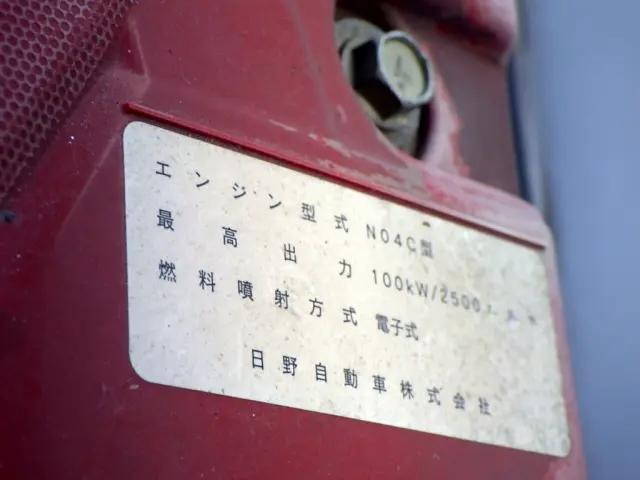 エンジン型式 N04C型
最高出力 100kW/2500
燃料噴射方式 電子式
日野自動車株式会社